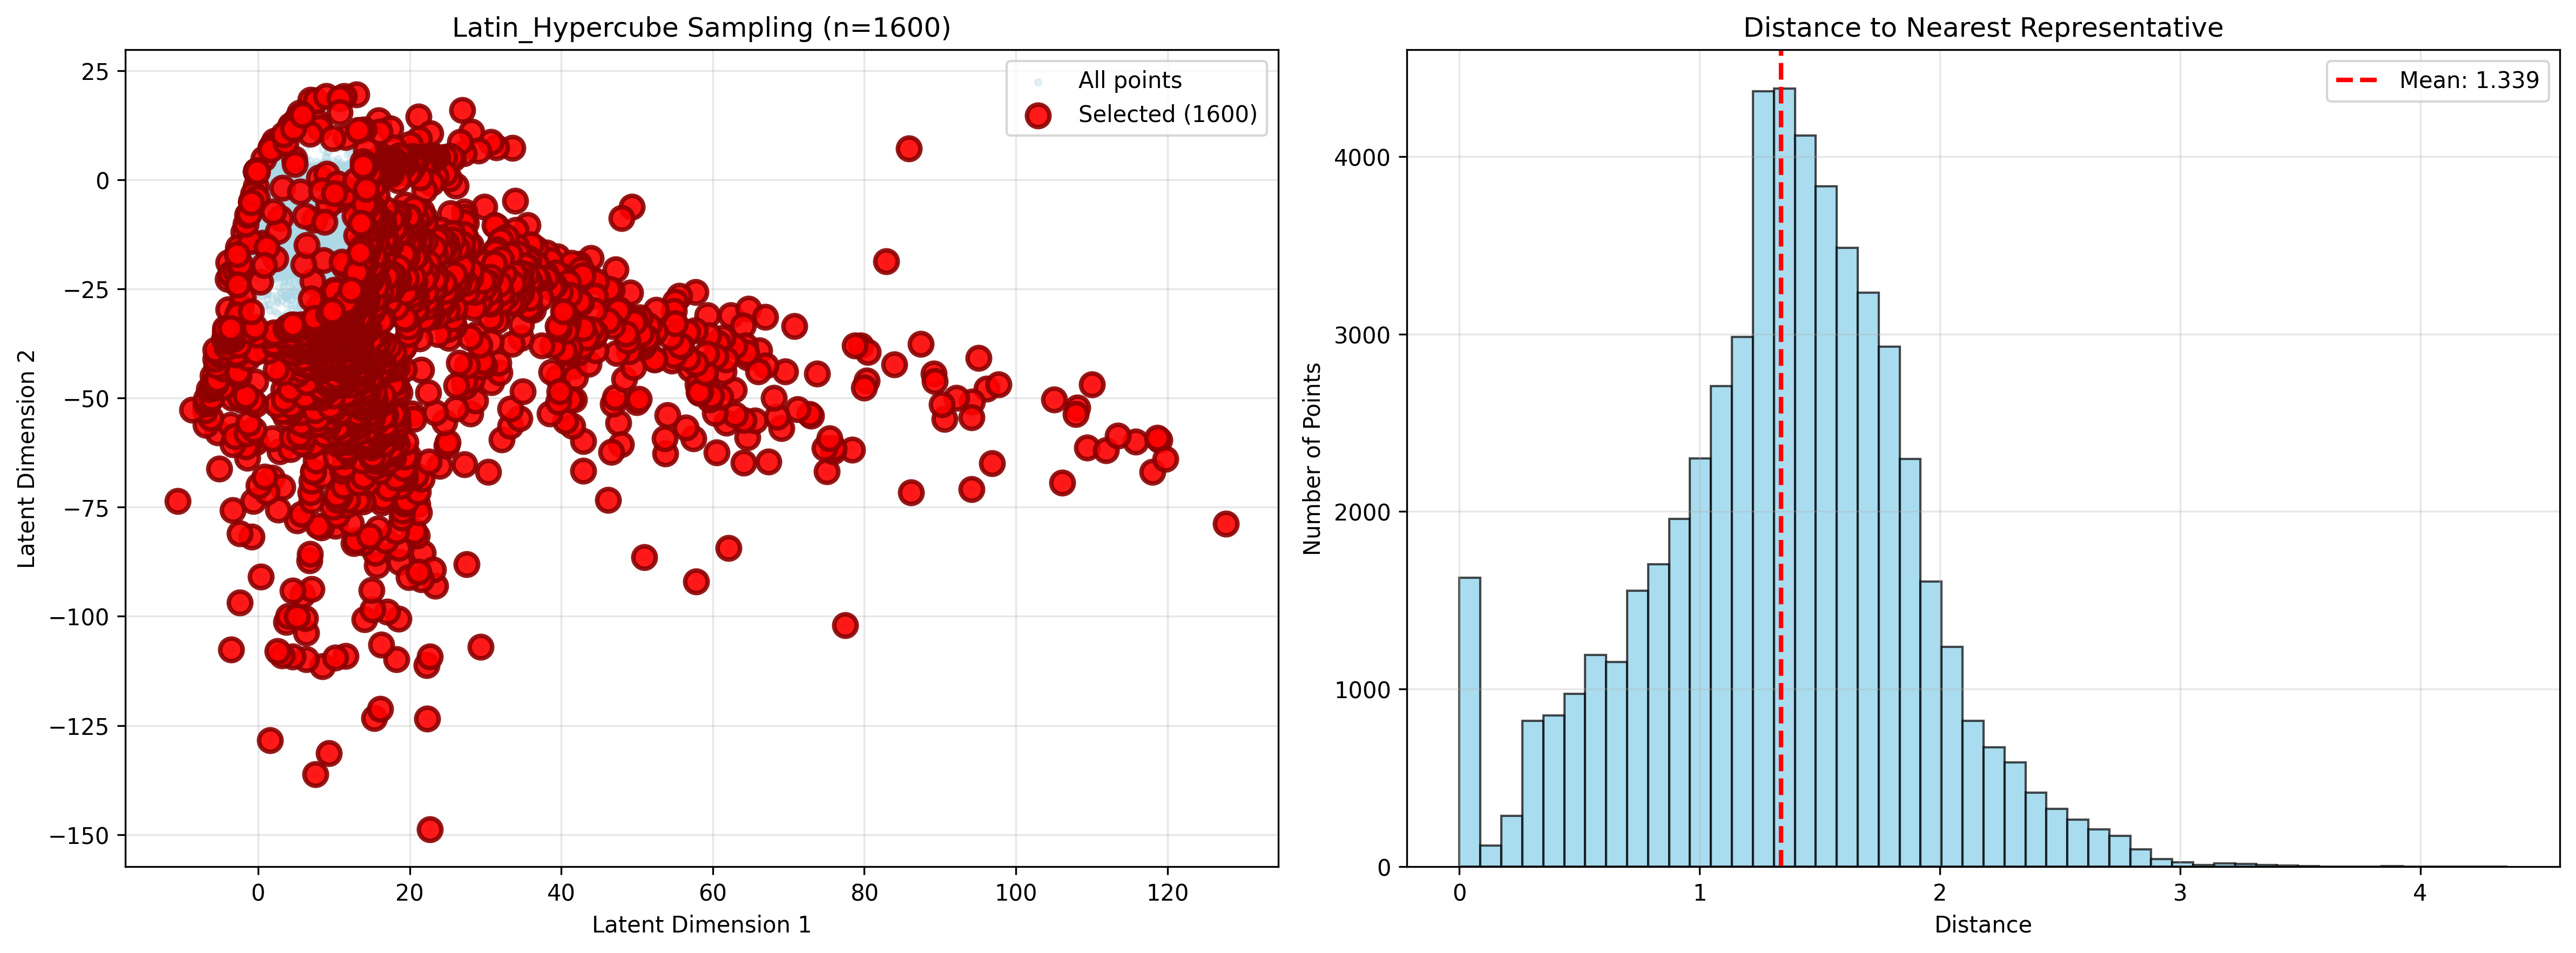 Latin_Hypercube Sampling (n=1600)
All points
Selected (1600)
25
0
−25
−50
−75
−100
−125
−150
Latent Dimension 2
0
20
40
60
80
100
120
Latent Dimension 1
Distance to Nearest Representative
Mean: 1.339
4000
3000
2000
1000
0
Number of Points
0
1
2
3
4
Distance